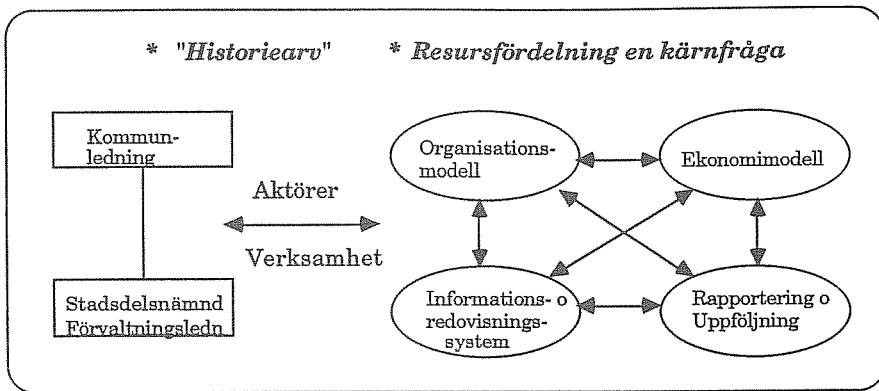 * "Historiearv" * Resursfördelning en kärnfråga
Kommun-
ledning
Stadsdelsnämnd
Förvaltningsledn
Aktörer
Verksamhet
Organisations-
modell
Ekonomimodell
Informations- o
redovisnings-
system
Rapportering o
Uppföljning